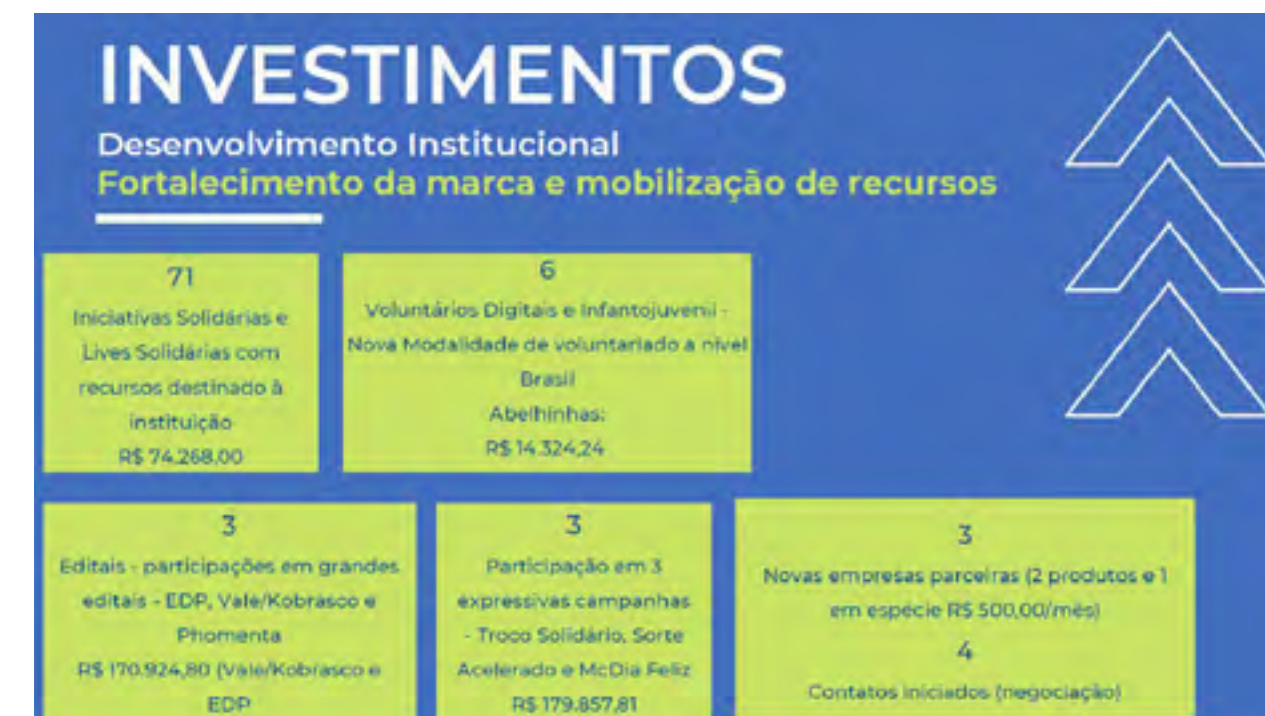 INVESTIMENTOS
Desenvolvimento Institucional
Fortalecimento da marca e mobilização de recursos
71
Iniciativas Solidárias e
Lives Solidárias com
recursos destinado à
instituição
R$ 74.268,00
6
Voluntários Digitais e Infantojuvenil -
Nova Modalidade de voluntariado a nível
Brasil
Abelhinhas:
R$ 14.324,24
3
Editais - participações em grandes
editais - EDP, Vale/Kobrasco e
Phomenta
R$ 170.924,80 (Vale/Kobrasco e
EDP
3
Participação em 3
expressivas campanhas
- Troco Solidário, Sorte
Acelerado e McDia Feliz
R$ 179.857,81
3
Novas empresas parceiras (2 produtos e 1
em espécie R$ 500,00/mês)
4
Contatos iniciados (negociação)